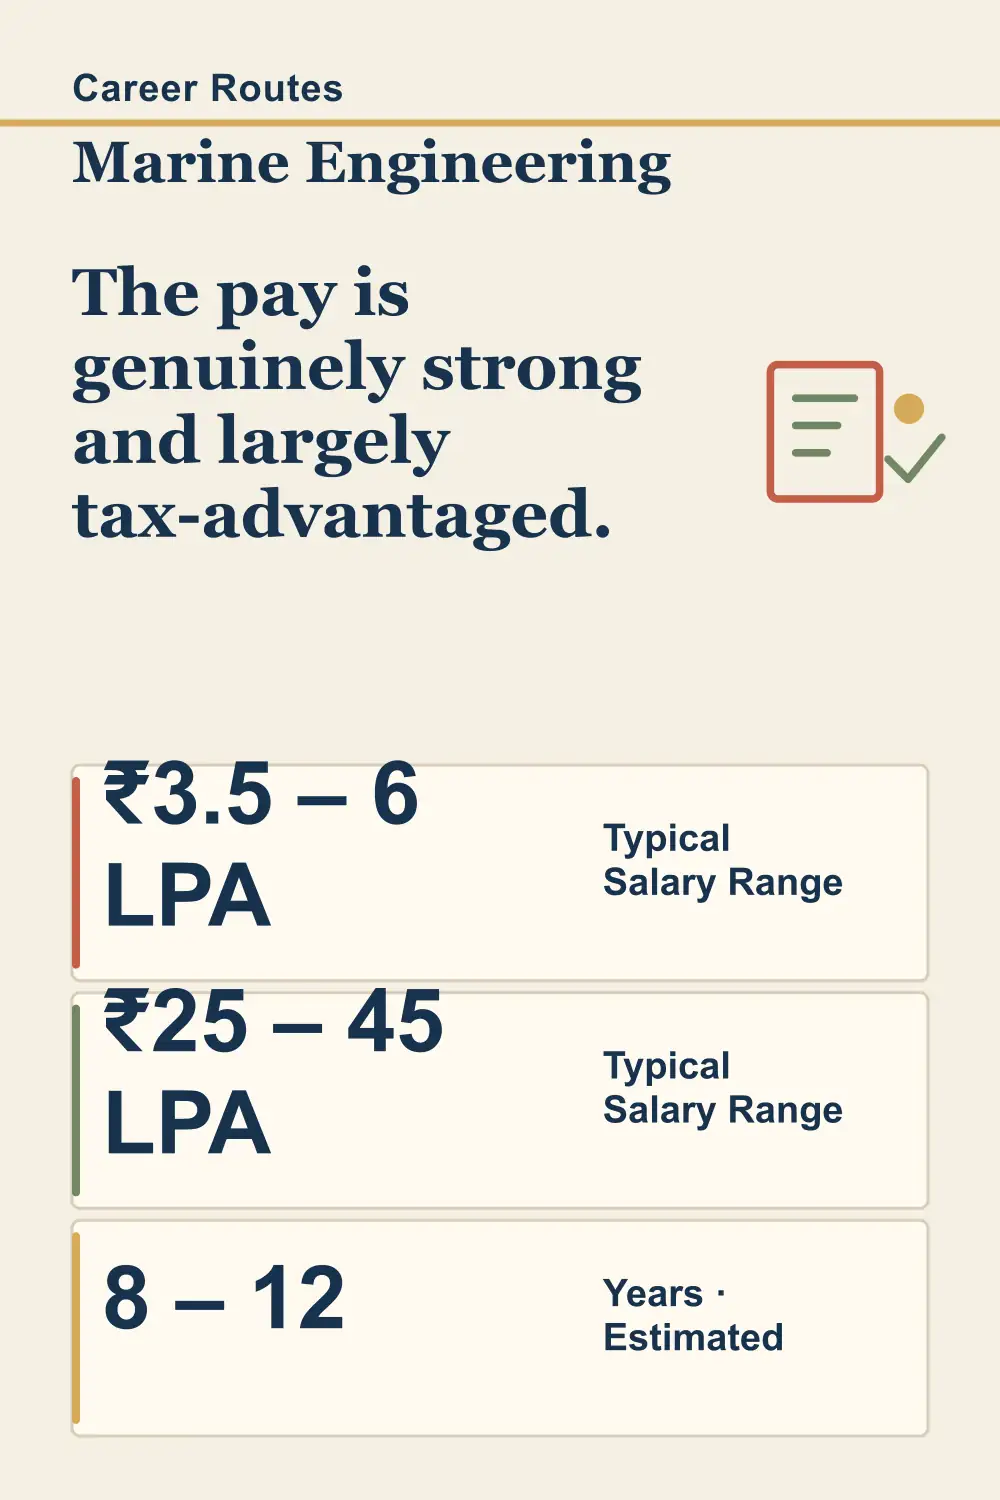 Career Routes
Marine Engineering
The pay is
genuinely strong
and largely
tax-advantaged.
₹3.5 – 6
LPA
Typical
Salary Range
₹25 – 45
LPA
Typical
Salary Range
8 – 12
Years ·
Estimated